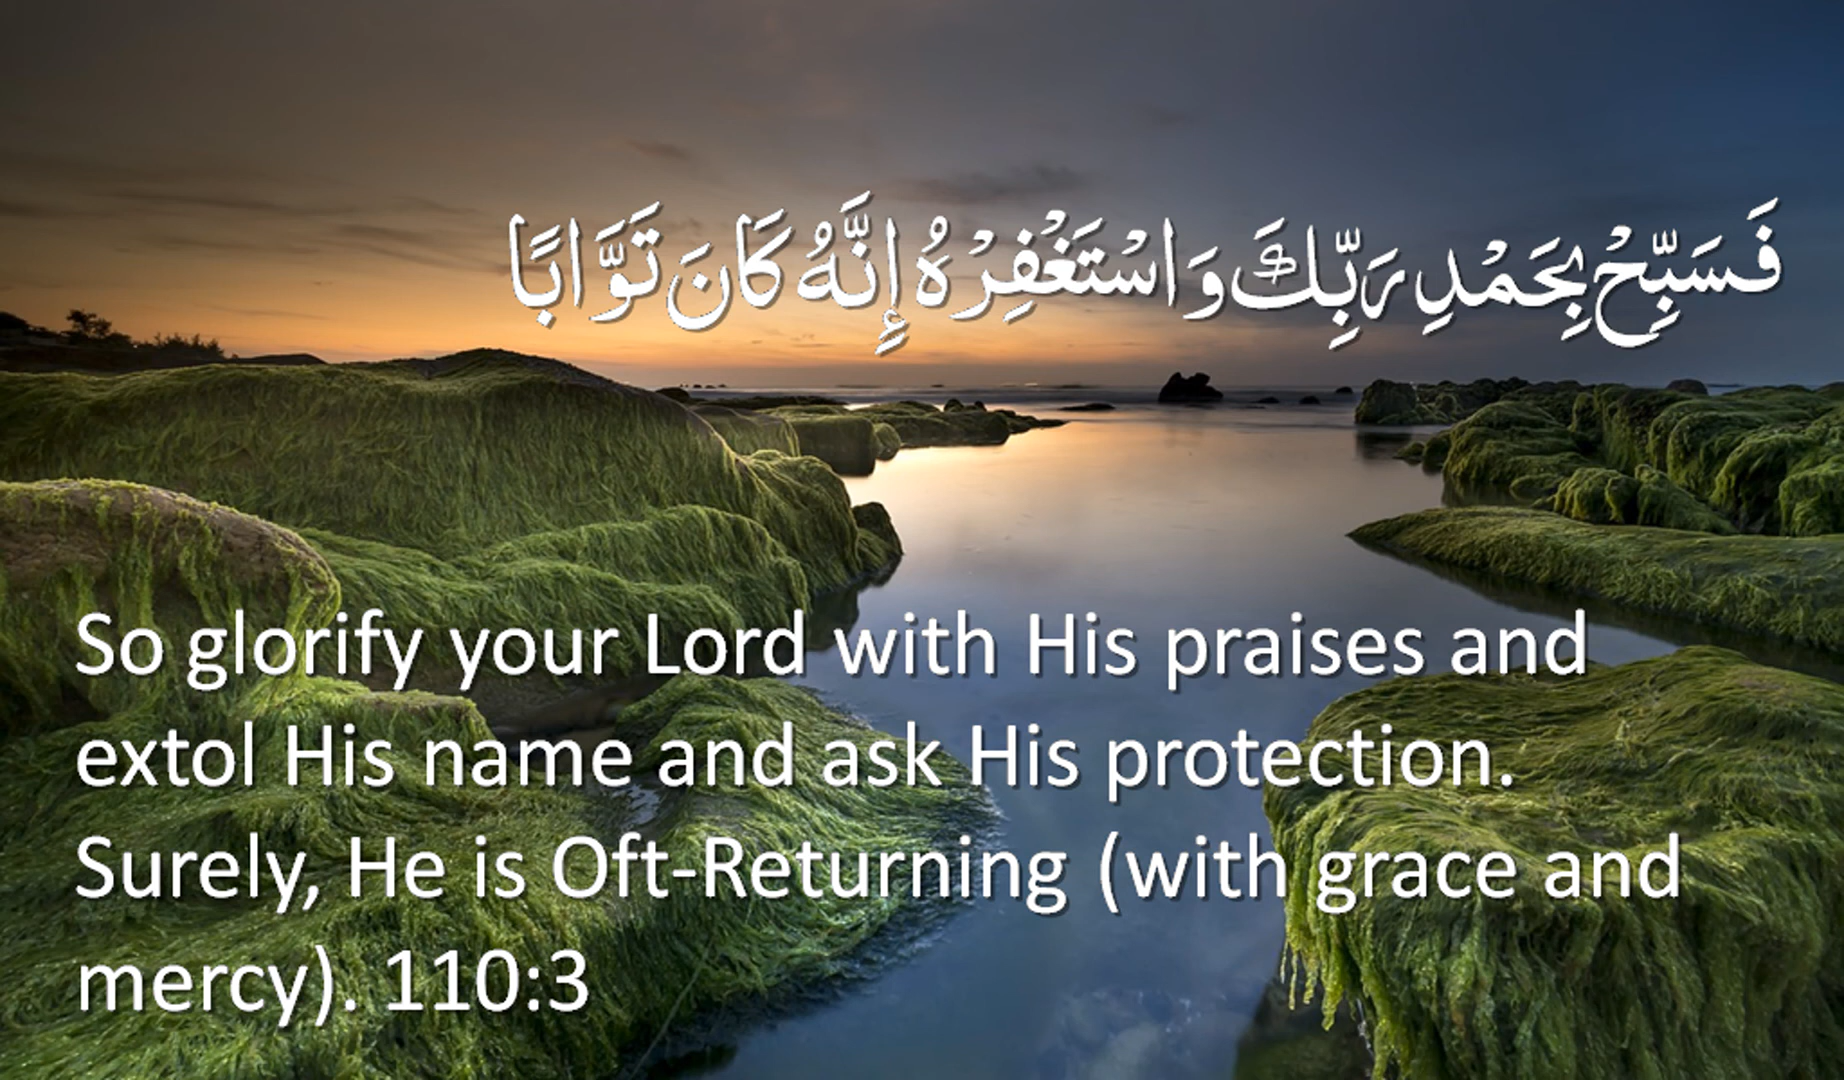 فَسَبِّحْ بِحَمْدِ رَبِّكَ وَاسْتَغْفِرْهُ إِنَّهُ كَانَ تَوَّابًا
So glorify your Lord with His praises and
extol His name and ask His protection.
Surely, He is Oft-Returning (with grace and
mercy). 110:3